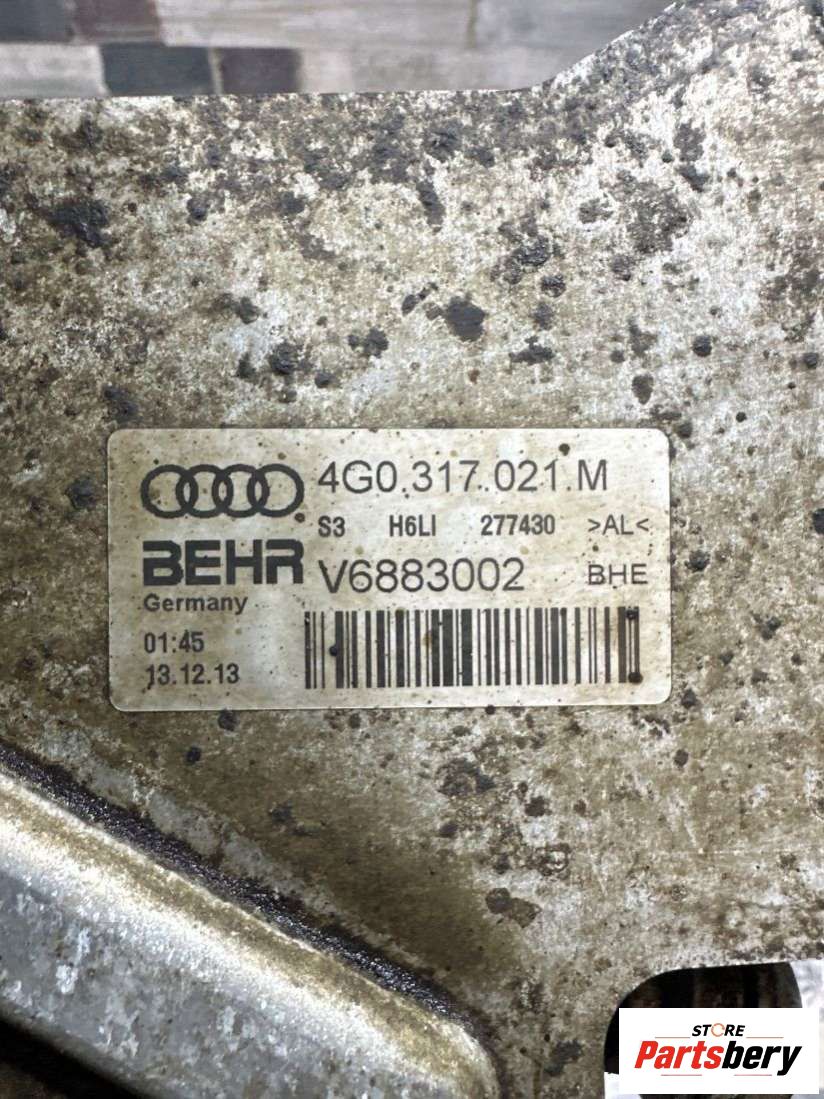 4G0.317.021.M
S3 H6LI 277430 >AL<
BEHR V6883002 BHE
Germany
01:45
13.12.13
STORE
Partsbery